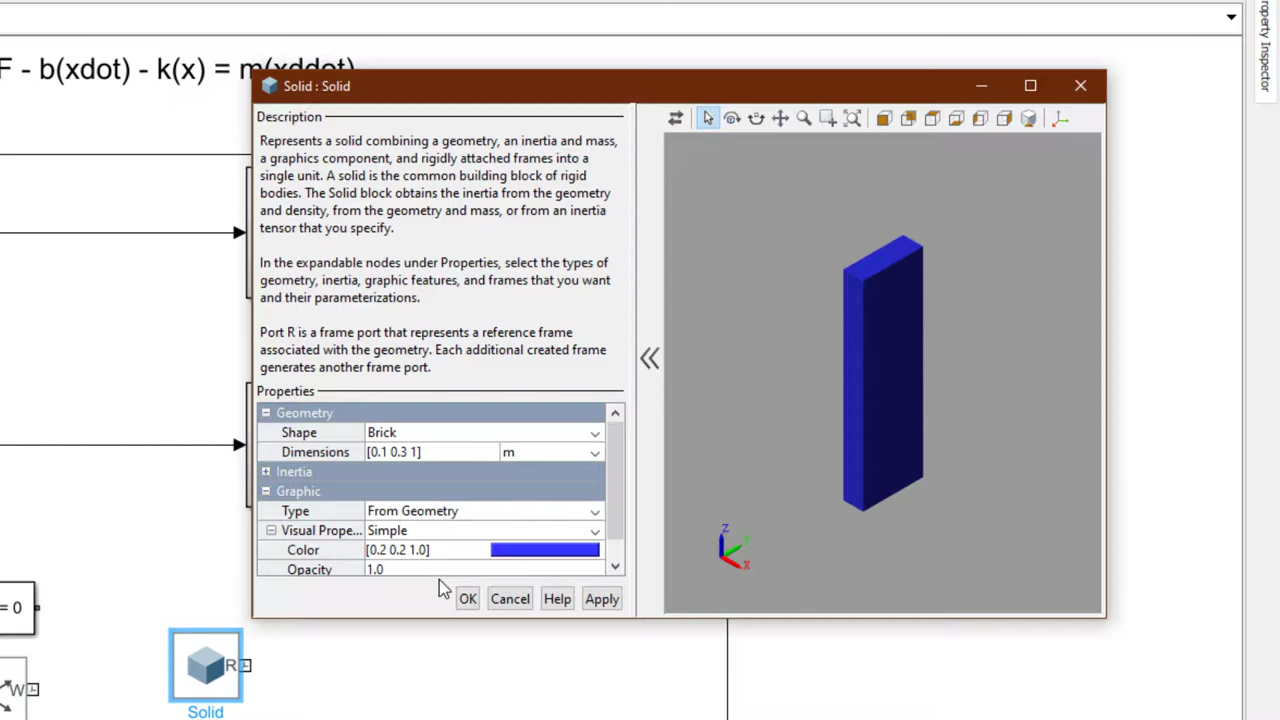 Property Inspector
F - b(xdot) - k(x) = m(xddot)
Solid : Solid
Description
Represents a solid combining a geometry, an inertia and mass,
a graphics component, and rigidly attached frames into a
single unit. A solid is the common building block of rigid
bodies. The Solid block obtains the inertia from the geometry
and density, from the geometry and mass, or from an inertia
tensor that you specify.
In the expandable nodes under Properties, select the types of
geometry, inertia, graphic features, and frames that you want
and their parameterizations.
Port R is a frame port that represents a reference frame
associated with the geometry. Each additional created frame
generates another frame port.
Properties
Geometry
Shape Brick
Dimensions [0.1 0.3 1] m
Inertia
Graphic
Type From Geometry
Visual Prope... Simple
Color [0.2 0.2 1.0]
Opacity 1.0
OK Cancel Help Apply
Z
Y
X
= 0
R
W
Solid